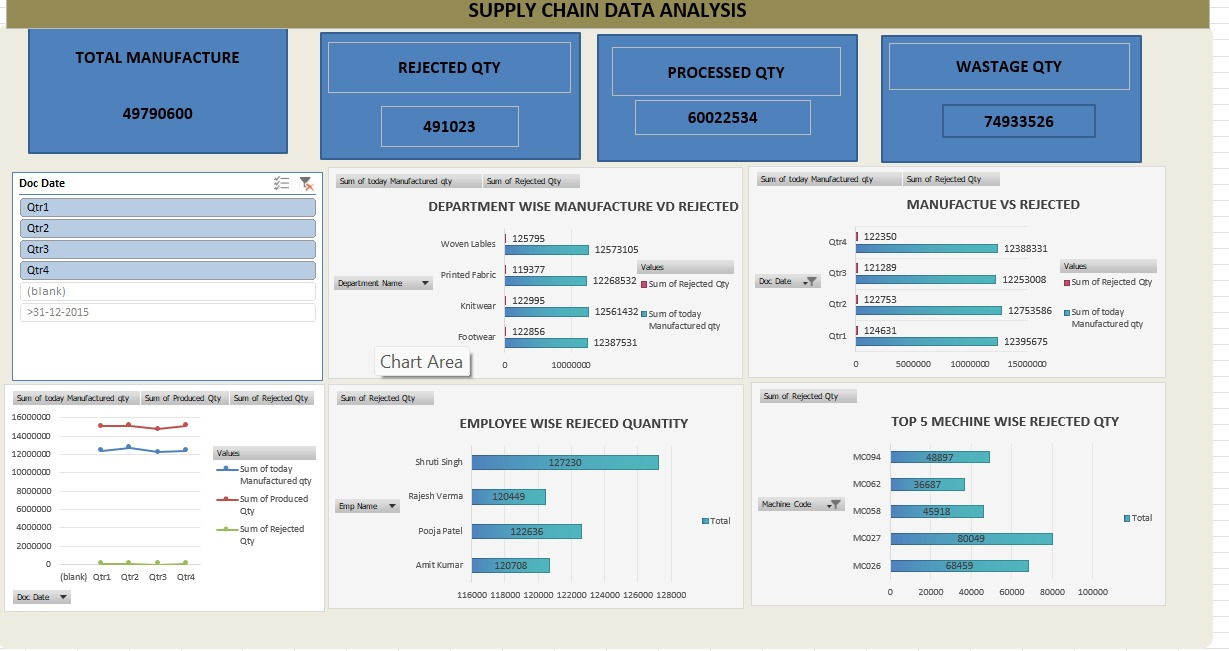 SUPPLY CHAIN DATA ANALYSIS
TOTAL MANUFACTURE
49790600
REJECTED QTY
491023
PROCESSED QTY
60022534
WASTAGE QTY
74933526
Doc Date
Qtr1
Qtr2
Qtr3
Qtr4
(blank)
>31-12-2015
Sum of today Manufactured qty
Sum of Rejected Qty
DEPARTMENT WISE MANUFACTURE VD REJECTED
Department Name
Woven Lables
125795
12573105
Printed Fabric
119377
12268532
Knitwear
122995
12561432
Footwear
122856
12387531
0 10000000
Values
Sum of Rejected Qty
Sum of today
Manufactured qty
Chart Area
Sum of today Manufactured qty
Sum of Rejected Qty
MANUFACTUE VS REJECTED
Doc Date
Qtr4
122350
12388331
Qtr3
121289
12253008
Qtr2
122753
12753586
Qtr1
124631
12395675
0 5000000 10000000 15000000
Values
Sum of Rejected Qty
Sum of today
Manufactured qty
Sum of today Manufactured qty
Sum of Produced Qty
Sum of Rejected Qty
16000000
14000000
12000000
10000000
8000000
6000000
4000000
2000000
0
(blank) Qtr1 Qtr2 Qtr3 Qtr4
Values
Sum of today
Manufactured qty
Sum of Produced
Qty
Sum of Rejected
Qty
Doc Date
Sum of Rejected Qty
EMPLOYEE WISE REJECED QUANTITY
Emp Name
Shruti Singh 127230
Rajesh Verma 120449
Pooja Patel 122636
Amit Kumar 120708
116000 118000 120000 122000 124000 126000 128000
Total
Sum of Rejected Qty
TOP 5 MECHINE WISE REJECTED QTY
Machine Code
MC094 48897
MC062 36687
MC058 45918
MC027 80049
MC026 68459
0 20000 40000 60000 80000 100000
Total